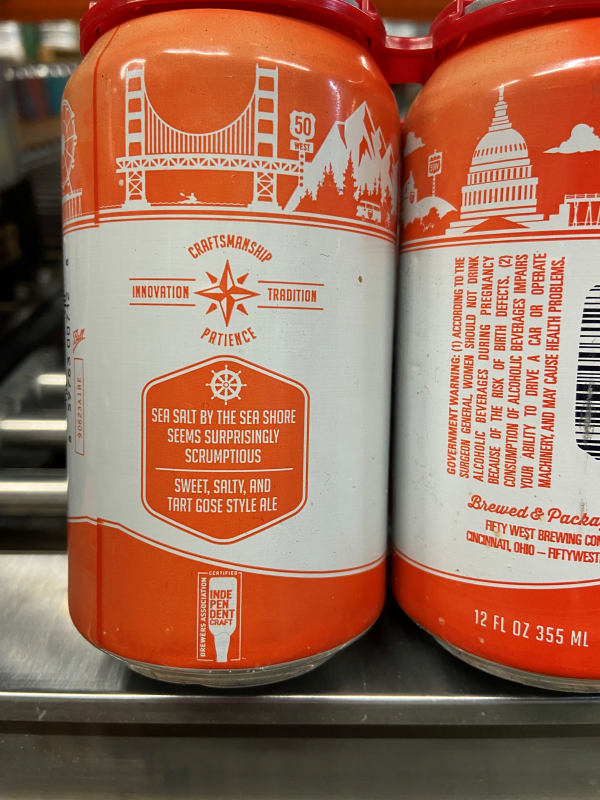 50
WEST
CRAFTSMANSHIP
INNOVATION
TRADITION
PATIENCE
SEA SALT BY THE SEA SHORE
SEEMS SURPRISINGLY
SCRUMPTIOUS
SWEET, SALTY, AND
TART GOSE STYLE ALE
CERTIFIED
BREWERS ASSOCIATION
INDE
PEN
DENT
CRAFT
Ball
GOVERNMENT WARNING: (1) ACCORDING TO THE
SURGEON GENERAL, WOMEN SHOULD NOT DRINK
ALCOHOLIC BEVERAGES DURING PREGNANCY
BECAUSE OF THE RISK OF BIRTH DEFECTS. (2)
CONSUMPTION OF ALCOHOLIC BEVERAGES IMPAIRS
YOUR ABILITY TO DRIVE A CAR OR OPERATE
MACHINERY, AND MAY CAUSE HEALTH PROBLEMS.
Brewed & Packa
FIFTY WEST BREWING CO
CINCINNATI, OHIO – FIFTYWEST
12 FL OZ 355 ML